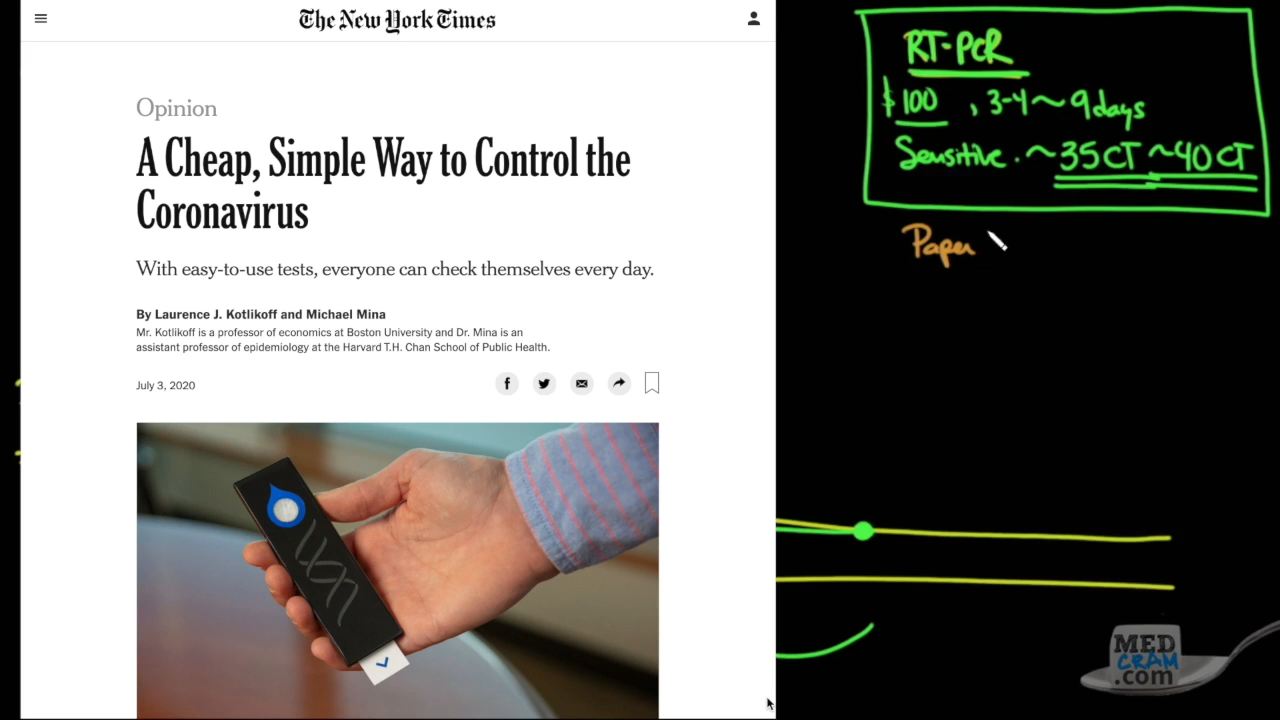 The New York Times
Opinion
A Cheap, Simple Way to Control the
Coronavirus
With easy-to-use tests, everyone can check themselves every day.
By Laurence J. Kotlikoff and Michael Mina
Mr. Kotlikoff is a professor of economics at Boston University and Dr. Mina is an
assistant professor of epidemiology at the Harvard T.H. Chan School of Public Health.
July 3, 2020
RT-PCR
$100 , 3-4 ~ 9 days
Sensitive. ~35 CT ~40 CT
Paper
MED
CRAM
.com